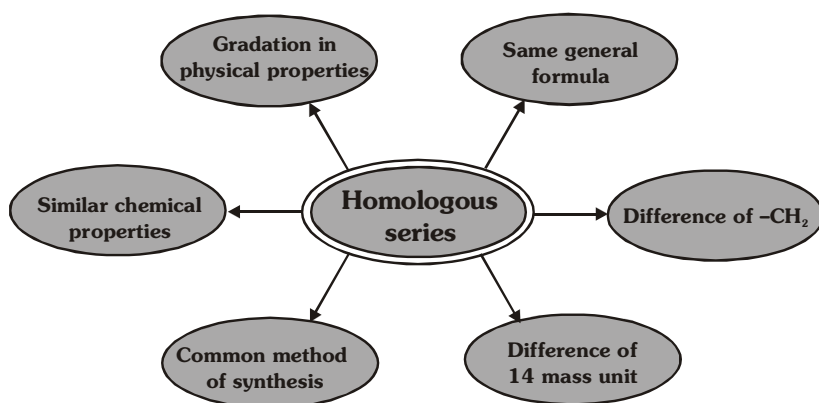 Gradation in
physical properties
Same general
formula
Similar chemical
properties
Homologous
series
Difference of –CH₂
Common method
of synthesis
Difference of
14 mass unit